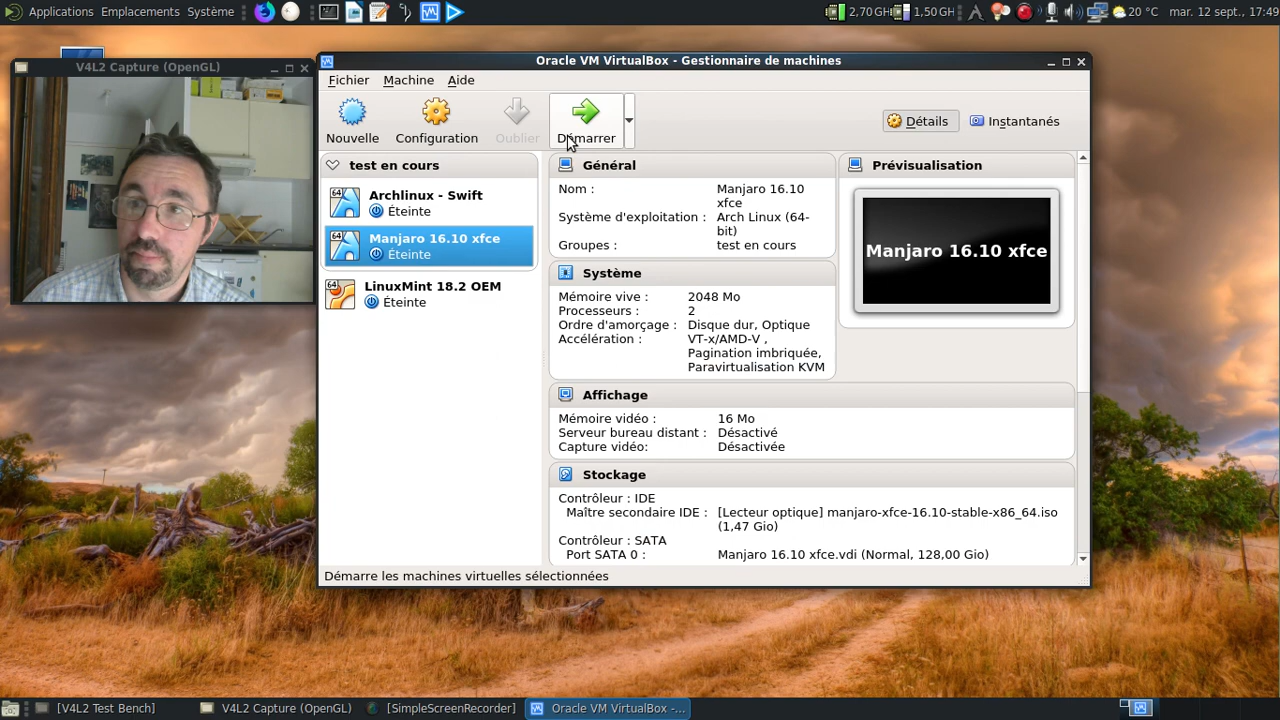 Applications Emplacements Système
2,70 GH 1,50 GH 20 °C mar. 12 sept., 17:49
V4L2 Capture (OpenGL)
Oracle VM VirtualBox - Gestionnaire de machines
Fichier Machine Aide
Nouvelle Configuration Oublier Démarrer Détails Instantanés
test en cours
64 Archlinux - Swift
Éteinte
64 Manjaro 16.10 xfce
Éteinte
64 LinuxMint 18.2 OEM
Éteinte
Général
Nom : Manjaro 16.10
xfce
Système d'exploitation : Arch Linux (64-
bit)
Groupes : test en cours
Prévisualisation
Manjaro 16.10 xfce
Système
Mémoire vive : 2048 Mo
Processeurs : 2
Ordre d'amorçage : Disque dur, Optique
Accélération : VT-x/AMD-V ,
Pagination imbriquée,
Paravirtualisation KVM
Affichage
Mémoire vidéo : 16 Mo
Serveur bureau distant : Désactivé
Capture vidéo: Désactivée
Stockage
Contrôleur : IDE
Maître secondaire IDE : [Lecteur optique] manjaro-xfce-16.10-stable-x86_64.iso
(1,47 Gio)
Contrôleur : SATA
Port SATA 0 : Manjaro 16.10 xfce.vdi (Normal, 128,00 Gio)
Démarre les machines virtuelles sélectionnées
[V4L2 Test Bench] V4L2 Capture (OpenGL) [SimpleScreenRecorder] Oracle VM VirtualBox -...